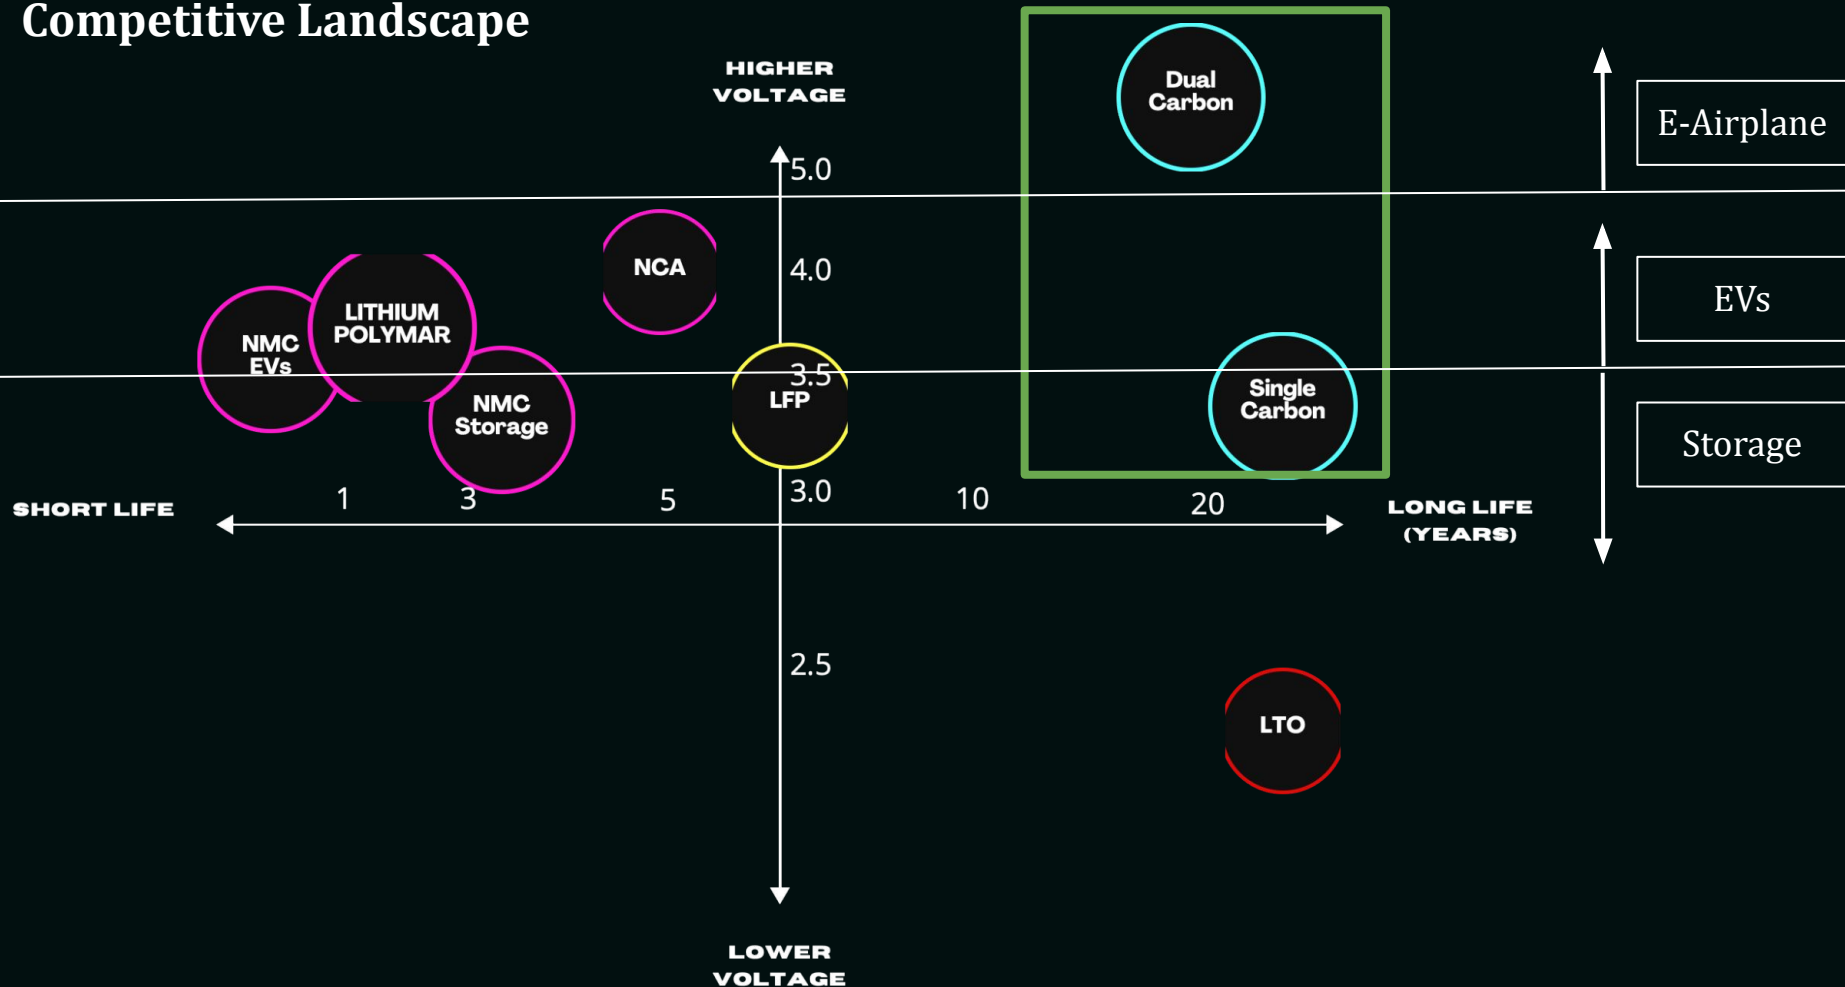 Competitive Landscape
HIGHER
VOLTAGE
Dual
Carbon
E-Airplane
5.0
NCA
4.0
EVs
LITHIUM
POLYMAR
NMC
EVs
3.5
LFP
Single
Carbon
NMC
Storage
Storage
SHORT LIFE
1
3
5
3.0
10
20
LONG LIFE
(YEARS)
2.5
LTO
LOWER
VOLTAGE